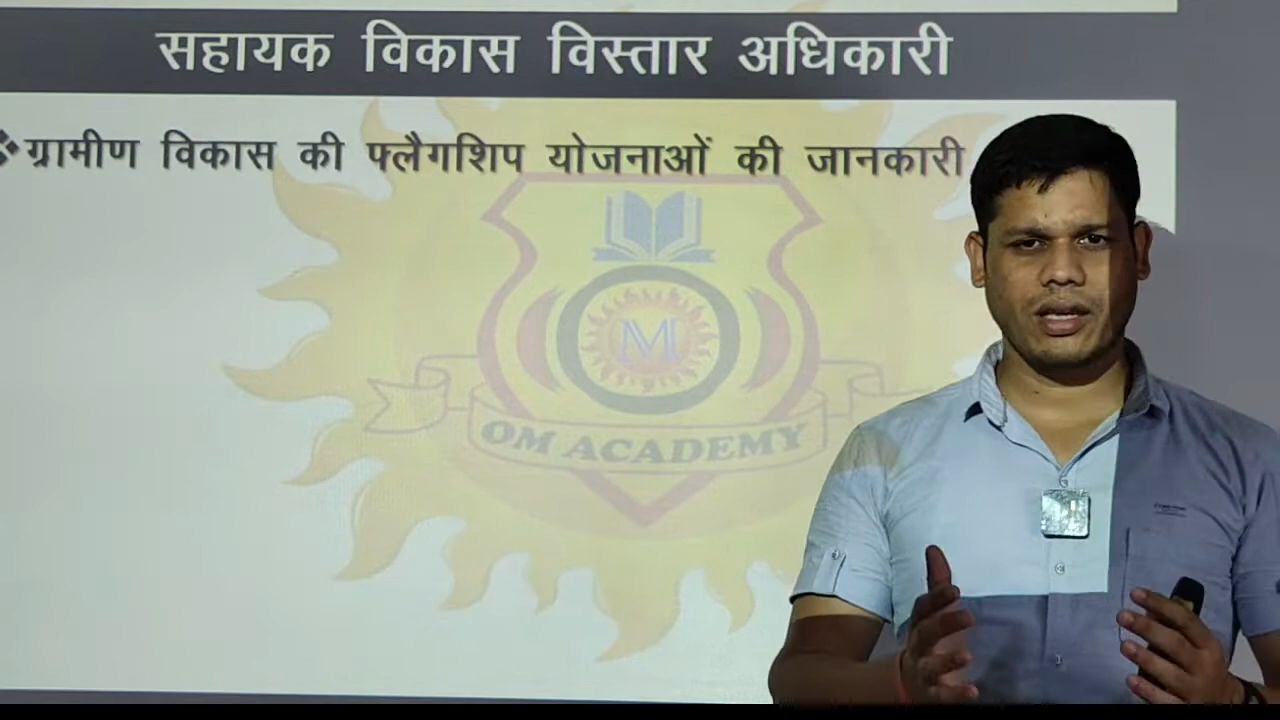 सहायक विकास विस्तार अधिकारी
❖ग्रामीण विकास की फ्लैगशिप योजनाओं की जानकारी
M
OM ACADEMY